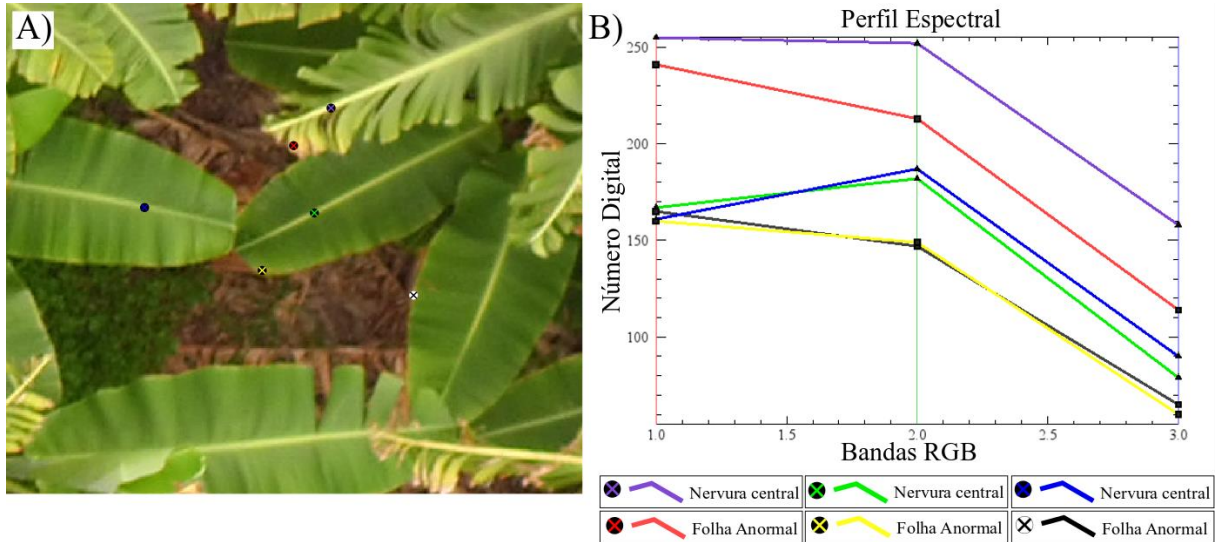 A)
B)
Perfil Espectral
250
200
150
100
Número Digital
1.0
1.5
2.0
2.5
3.0
Bandas RGB
Nervura central
Nervura central
Nervura central
Folha Anormal
Folha Anormal
Folha Anormal